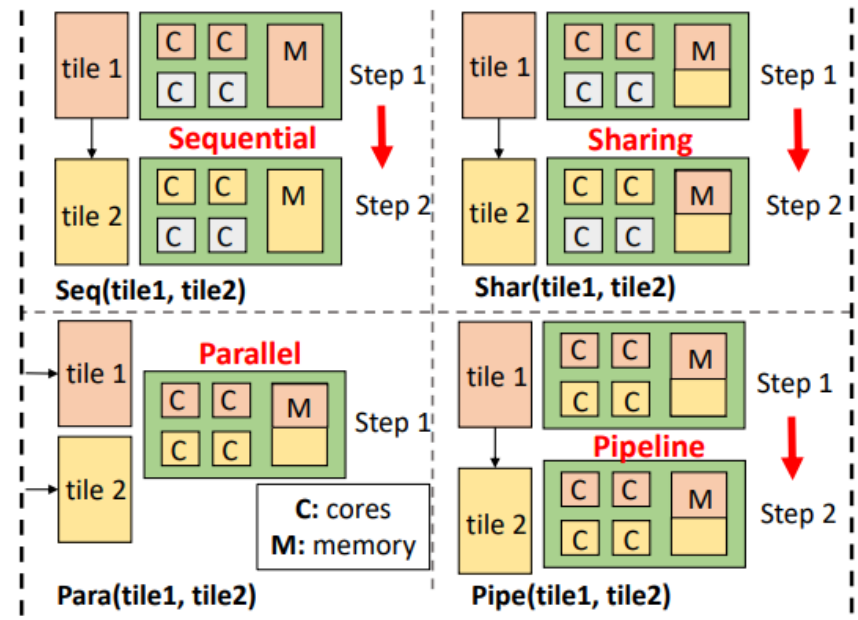 tile 1
C C
M
C C
Step 1
Sequential
tile 2
C C
M
C C
Step 2
Seq(tile1, tile2)
tile 1
C C
M
C C
Step 1
Sharing
tile 2
C C
M
C C
Step 2
Shar(tile1, tile2)
Parallel
tile 1
C C
M
C C
Step 1
tile 2
C: cores
M: memory
Para(tile1, tile2)
tile 1
C C
M
C C
Step 1
Pipeline
tile 2
C C
M
C C
Step 2
Pipe(tile1, tile2)